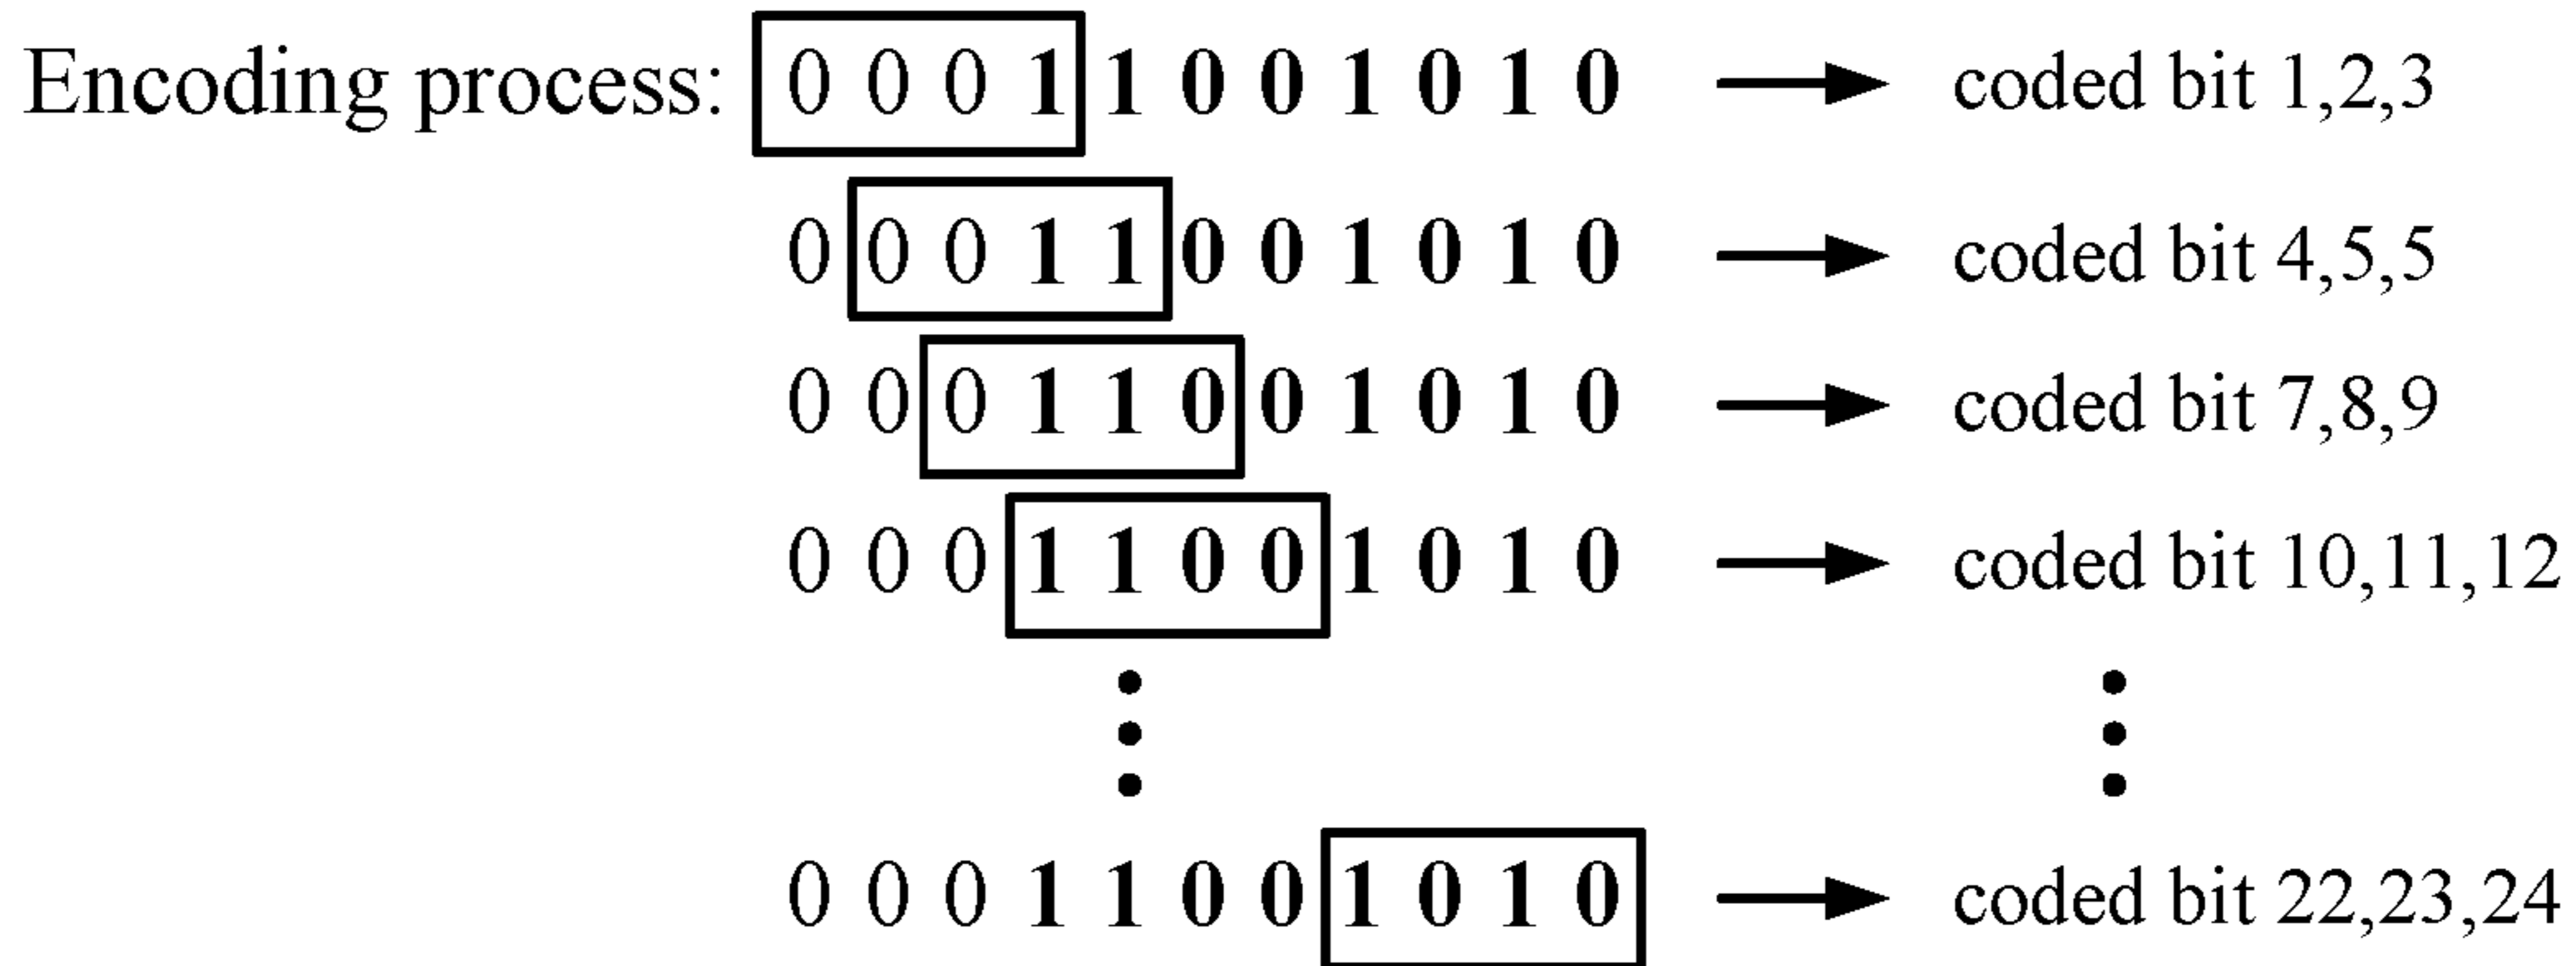 Encoding process: 0 0 0 1 1 0 0 1 0 1 0 coded bit 1,2,3
0 0 0 1 1 0 0 1 0 1 0 coded bit 4,5,5
0 0 0 1 1 0 0 1 0 1 0 coded bit 7,8,9
0 0 0 1 1 0 0 1 0 1 0 coded bit 10,11,12
0 0 0 1 1 0 0 1 0 1 0 coded bit 22,23,24